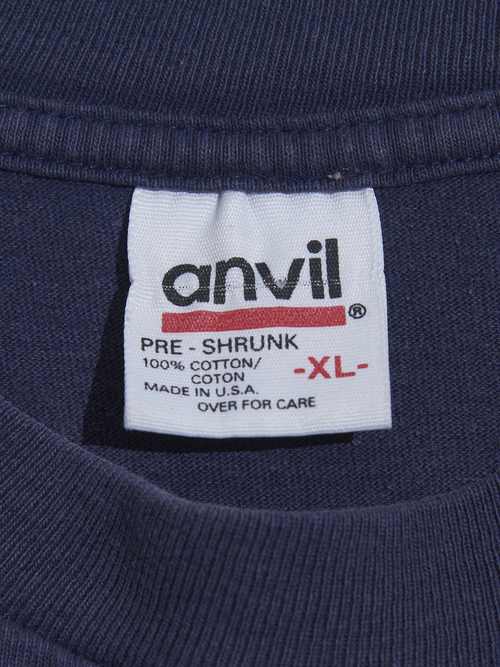 anvil®
PRE - SHRUNK
100% COTTON/
COTON
-XL-
MADE IN U.S.A.
OVER FOR CARE